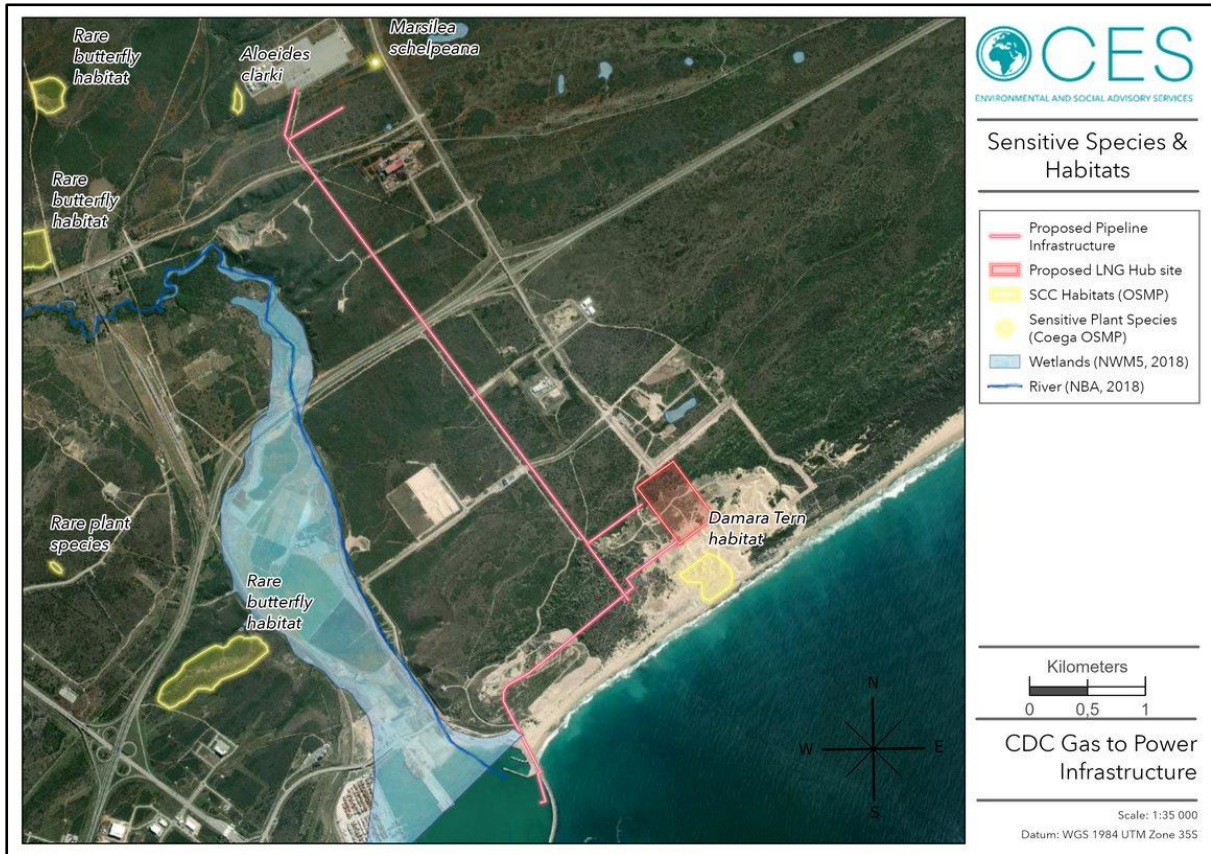 Rare
butterfly
habitat
Aloeides
clarki
Marsilea
schelpeana
Rare
butterfly
habitat
Rare plant
species
Rare
butterfly
habitat
Damara Tern
habitat
N
W
E
S
CES
ENVIRONMENTAL AND SOCIAL ADVISORY SERVICES
Sensitive Species &
Habitats
Proposed Pipeline
Infrastructure
Proposed LNG Hub site
SCC Habitats (OSMP)
Sensitive Plant Species
(Coega OSMP)
Wetlands (NWM5, 2018)
River (NBA, 2018)
Kilometers
0 0,5 1
CDC Gas to Power
Infrastructure
Scale: 1:35 000
Datum: WGS 1984 UTM Zone 35S